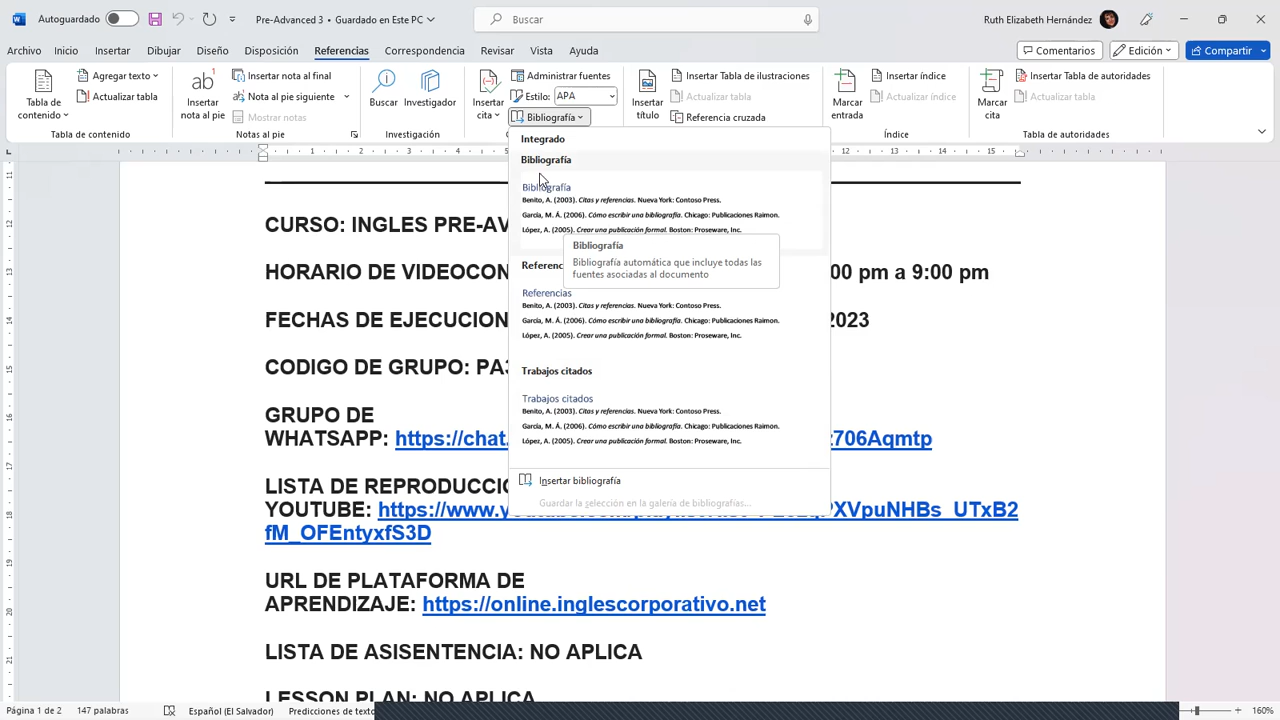 Autoguardado
Pre-Advanced 3 • Guardado en Este PC
Buscar
Ruth Elizabeth Hernández
Archivo Inicio Insertar Dibujar Diseño Disposición Referencias Correspondencia Revisar Vista Ayuda
Comentarios Edición Compartir
Tabla de contenido
Agregar texto
Actualizar tabla
Tabla de contenido
Insertar nota al pie
Insertar nota al final
Nota al pie siguiente
Mostrar notas
Notas al pie
Buscar
Investigador
Investigación
Insertar cita
Administrar fuentes
Estilo: APA
Bibliografía
Insertar título
Insertar Tabla de ilustraciones
Actualizar tabla
Referencia cruzada
Marcar entrada
Insertar índice
Actualizar índice
Índice
Marcar cita
Insertar Tabla de autoridades
Actualizar tabla
Tabla de autoridades
Integrado
Bibliografía
Bibliografía
Benito, A. (2003). Citas y referencias. Nueva York: Contoso Press.
García, M. Á. (2006). Cómo escribir una bibliografía. Chicago: Publicaciones Raimon.
López, A. (2005). Crear una publicación formal. Boston: Proseware, Inc.
Bibliografía
Bibliografía automática que incluye todas las
fuentes asociadas al documento
Referenc
Referencias
Benito, A. (2003). Citas y referencias. Nueva York: Contoso Press.
García, M. Á. (2006). Cómo escribir una bibliografía. Chicago: Publicaciones Raimon.
López, A. (2005). Crear una publicación formal. Boston: Proseware, Inc.
Trabajos citados
Trabajos citados
Benito, A. (2003). Citas y referencias. Nueva York: Contoso Press.
García, M. Á. (2006). Cómo escribir una bibliografía. Chicago: Publicaciones Raimon.
López, A. (2005). Crear una publicación formal. Boston: Proseware, Inc.
Insertar bibliografía
Guardar la selección en la galería de bibliografías...
CURSO: INGLES PRE-AV
HORARIO DE VIDEOCON 00 pm a 9:00 pm
FECHAS DE EJECUCION 2023
CODIGO DE GRUPO: PA3
GRUPO DE
WHATSAPP: https://chat. z706Aqmtp
LISTA DE REPRODUCCIO
YOUTUBE: https://www.y XVpuNHBs_UTxB2
fM_OFEntyxfS3D
URL DE PLATAFORMA DE
APRENDIZAJE: https://online.inglescorporativo.net
LISTA DE ASISENTENCIA: NO APLICA
LESSON PLAN: NO APLICA
Página 1 de 2 147 palabras Español (El Salvador) Predicciones de texto 160%